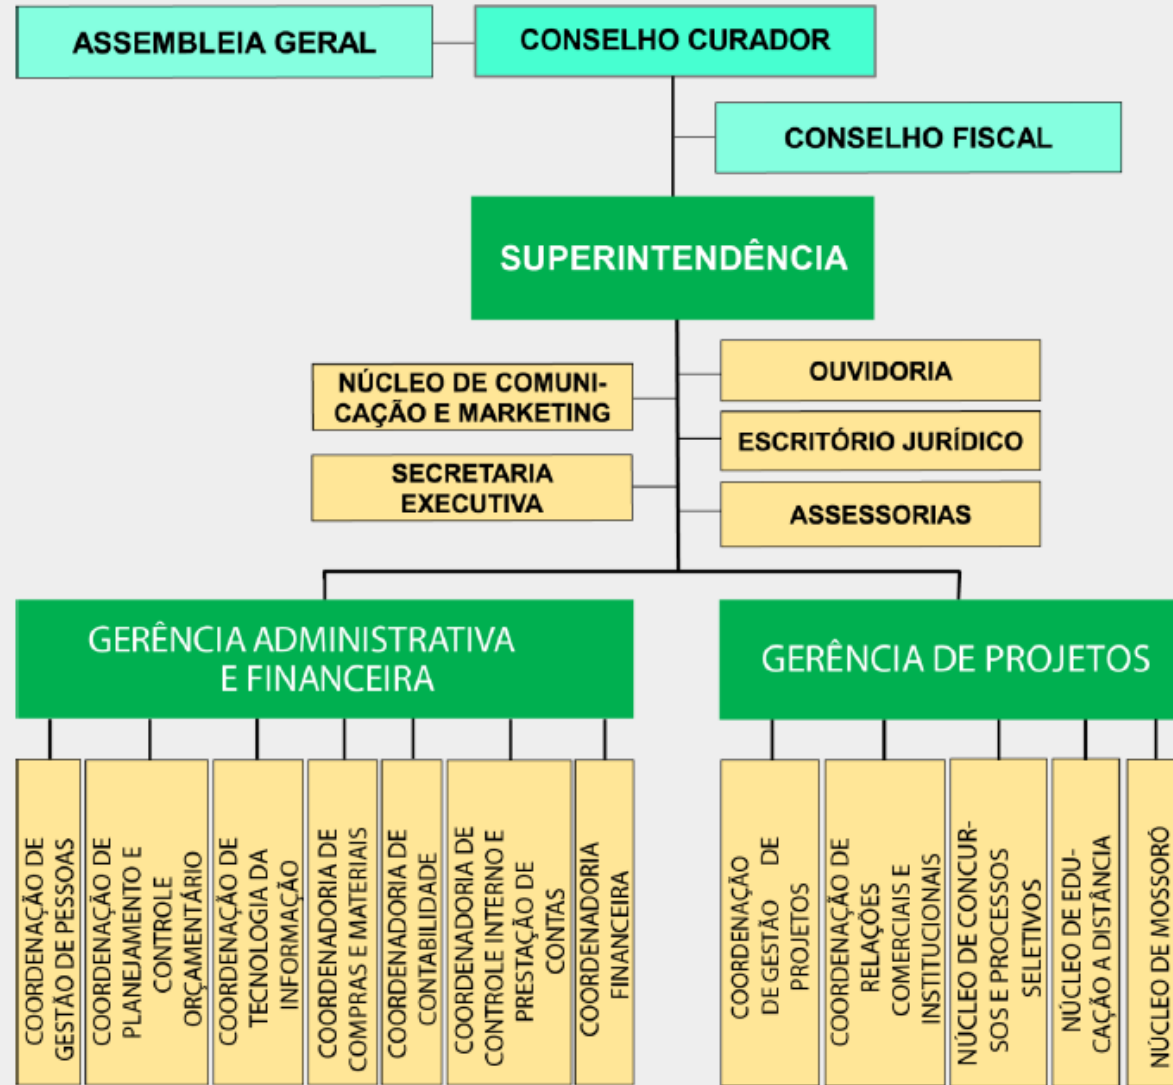 ASSEMBLEIA GERAL
CONSELHO CURADOR
CONSELHO FISCAL
SUPERINTENDÊNCIA
NÚCLEO DE COMUNI-
CAÇÃO E MARKETING
SECRETARIA
EXECUTIVA
OUVIDORIA
ESCRITÓRIO JURÍDICO
ASSESSORIAS
GERÊNCIA ADMINISTRATIVA
E FINANCEIRA
GERÊNCIA DE PROJETOS
COORDENAÇÃO DE
GESTÃO DE PESSOAS
COORDENAÇÃO DE
PLANEJAMENTO E
CONTROLE
ORÇAMENTÁRIO
COORDENAÇÃO DE
TECNOLOGIA DA
INFORMAÇÃO
COORDENADORIA DE
COMPRAS E MATERIAIS
COORDENADORIA DE
CONTABILIDADE
COORDENADORIA DE
CONTROLE INTERNO E
PRESTAÇÃO DE
CONTAS
COORDENADORIA
FINANCEIRA
COORDENAÇÃO
DE GESTÃO DE
PROJETOS
COORDENAÇÃO DE
RELAÇÕES
COMERCIAIS E
INSTITUCIONAIS
NÚCLEO DE CONCUR-
SOS E PROCESSOS
SELETIVOS
NÚCLEO DE EDU-
CAÇÃO A DISTÂNCIA
NÚCLEO DE MOSSORÓ